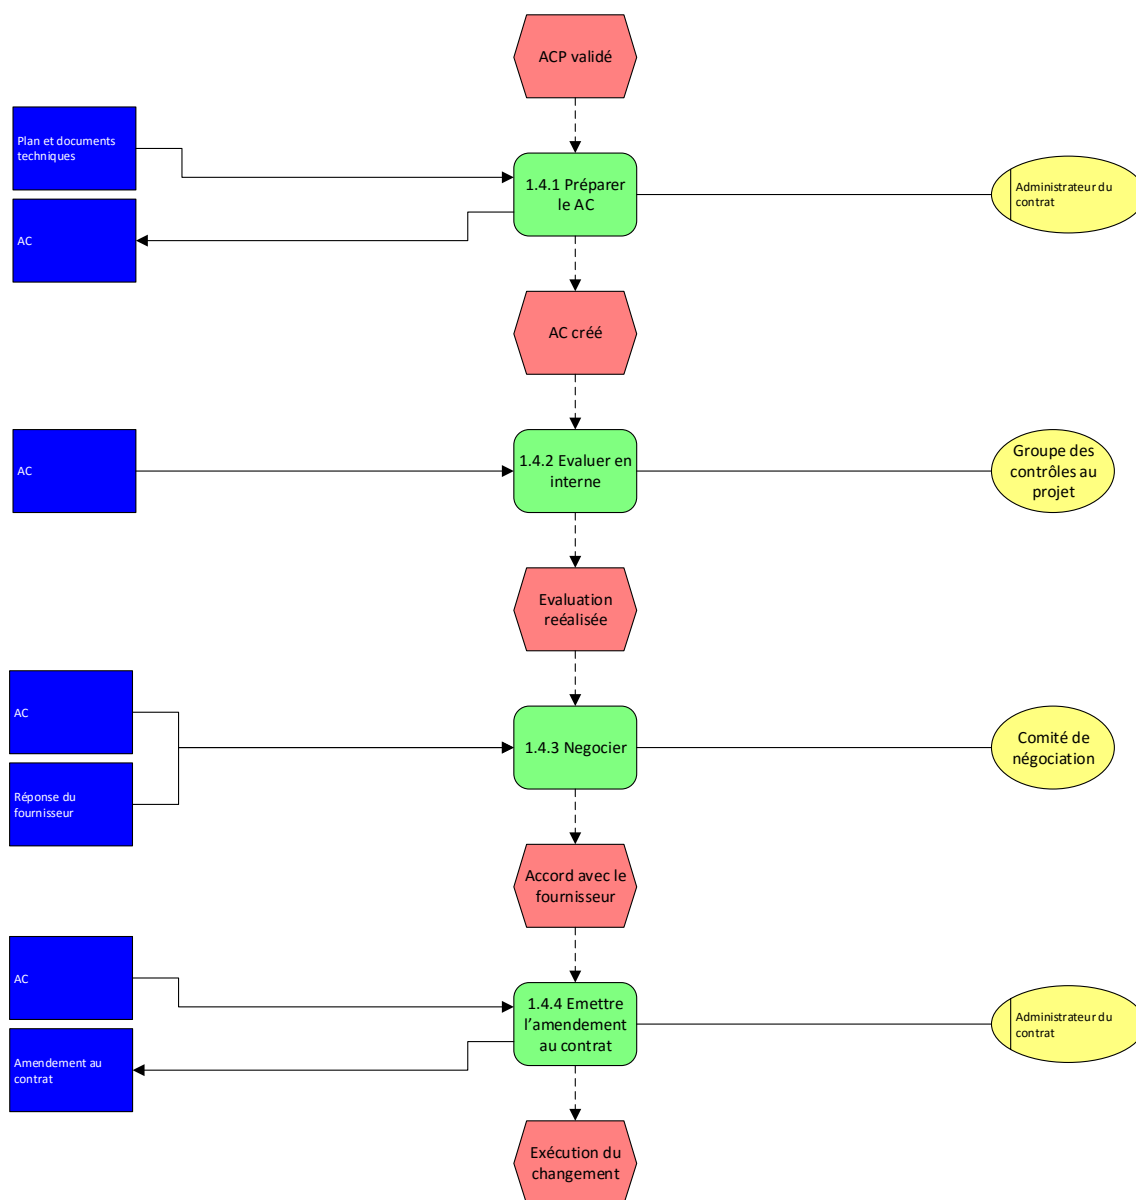 ACP validé
Plan et documents
techniques
1.4.1 Préparer
le AC
Administrateur du
contrat
AC
AC créé
AC
1.4.2 Evaluer en
interne
Groupe des
contrôles au
projet
Evaluation
reéalisée
AC
1.4.3 Negocier
Comité de
négociation
Réponse du
fournisseur
Accord avec le
fournisseur
AC
1.4.4 Emettre
l’amendement
au contrat
Administrateur du
contrat
Amendement au
contrat
Exécution du
changement